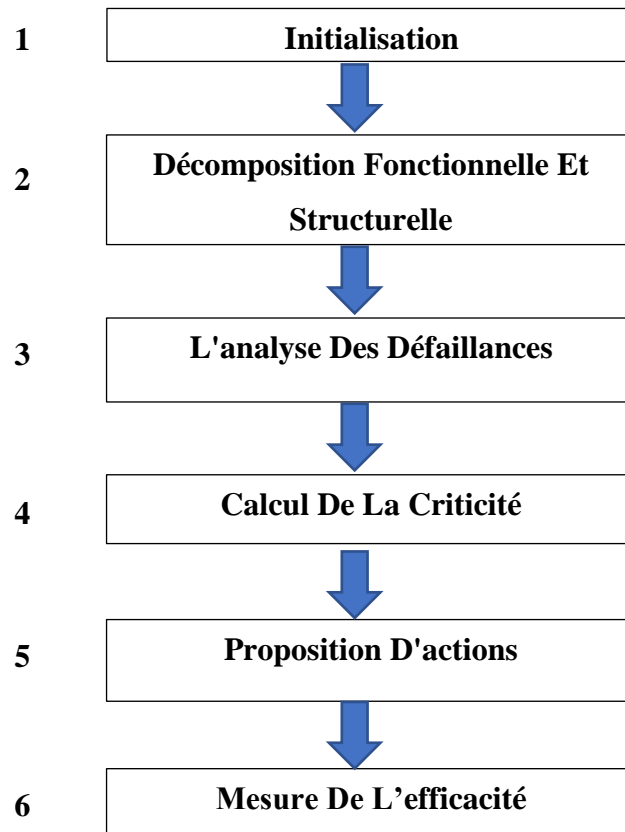 1 Initialisation
2 Décomposition Fonctionnelle Et
Structurelle
3 L'analyse Des Défaillances
4 Calcul De La Criticité
5 Proposition D'actions
6 Mesure De L’efficacité